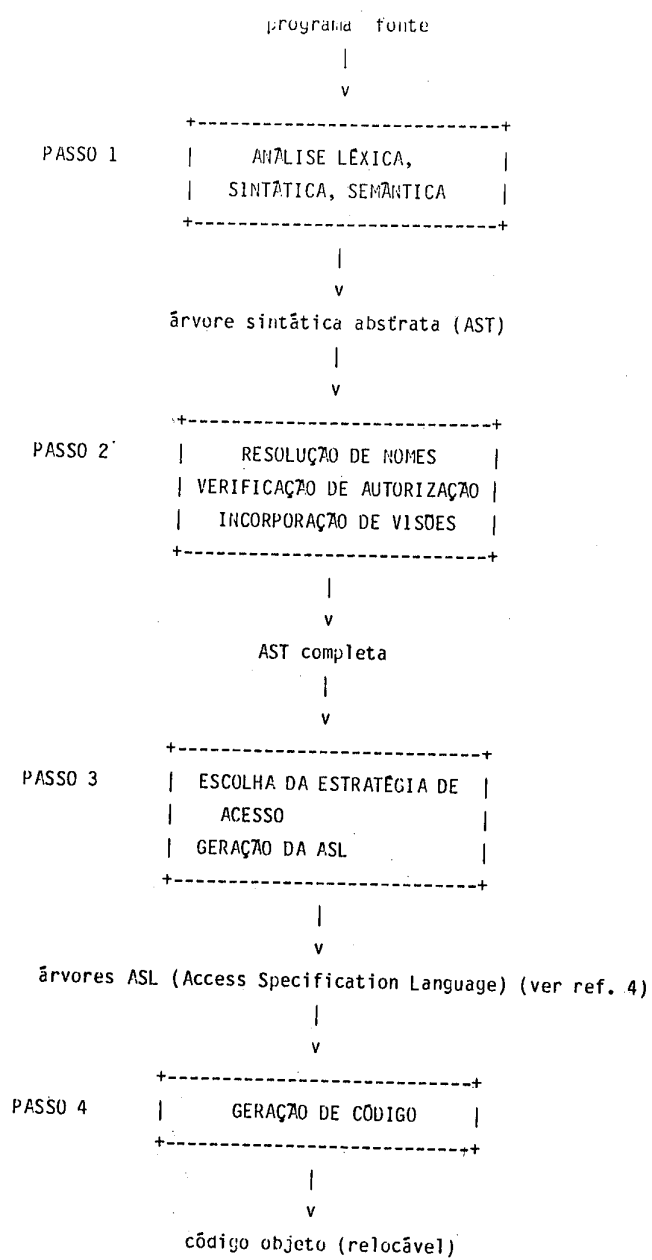 programa fonte
|
v
+----------------------------+
PASSO 1 | ANÁLISE LÉXICA, |
| SINTÁTICA, SEMÂNTICA |
+----------------------------+
|
v
árvore sintática abstrata (AST)
|
v
+----------------------------+
PASSO 2 | RESOLUÇÃO DE NOMES |
| VERIFICAÇÃO DE AUTORIZAÇÃO |
| INCORPORAÇÃO DE VISÕES |
+----------------------------+
|
v
AST completa
|
v
+----------------------------+
PASSO 3 | ESCOLHA DA ESTRATÉGIA DE |
| ACESSO |
| GERAÇÃO DA ASL |
+----------------------------+
|
v
árvores ASL (Access Specification Language) (ver ref. 4)
|
v
+----------------------------+
PASSO 4 | GERAÇÃO DE CÓDIGO |
+----------------------------+
|
v
código objeto (relocável)